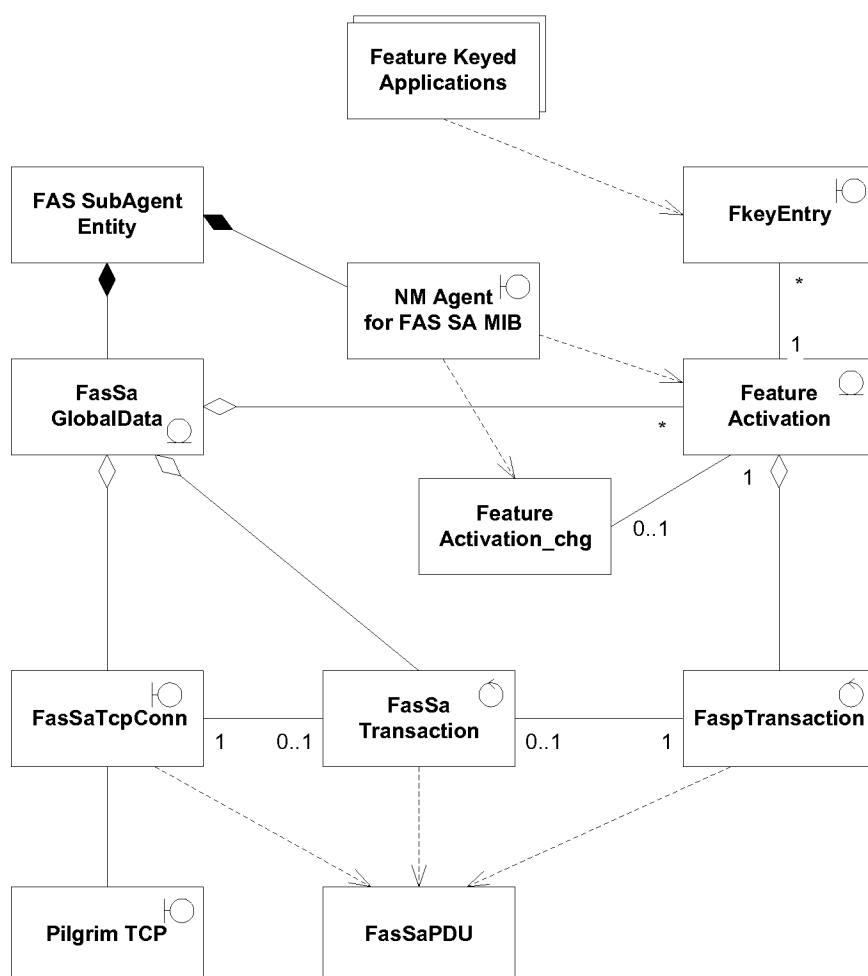 Feature Keyed
Applications
FAS SubAgent
Entity
FkeyEntry
NM Agent
for FAS SA MIB
*
1
FasSa
GlobalData
Feature
Activation
*
1
Feature
Activation_chg
0..1
FasSaTcpConn
FasSa
Transaction
FaspTransaction
1
0..1
0..1
1
Pilgrim TCP
FasSaPDU